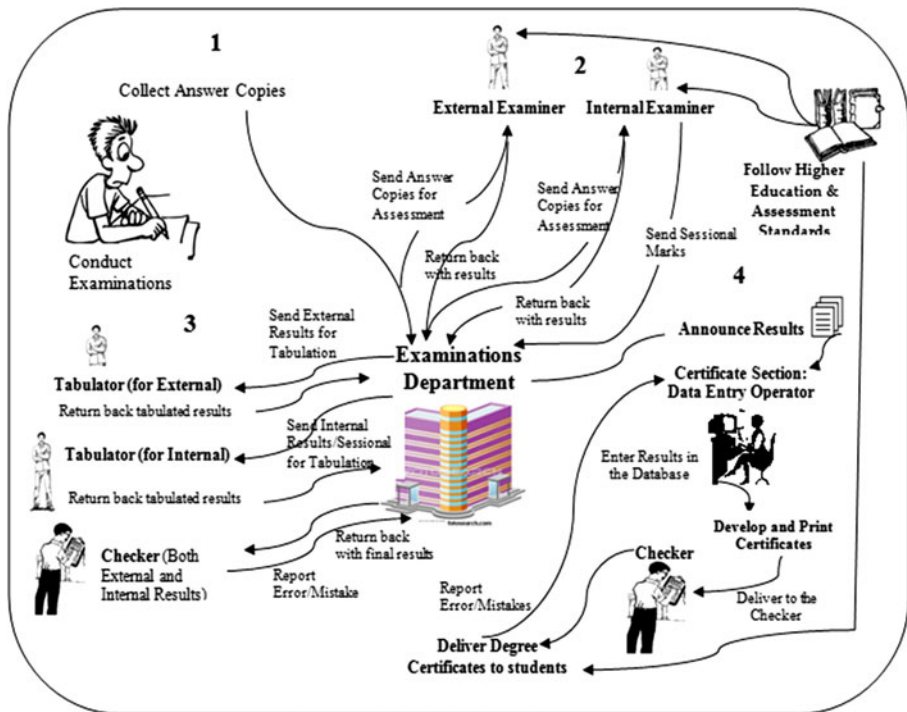 1
Collect Answer Copies
Conduct
Examinations
2
External Examiner
Internal Examiner
Send Answer
Copies for
Assessment
Return back
with results
Send Answer
Copies for
Assessment
Return back
with results
Send Sessional
Marks
Follow Higher
Education &
Assessment
Standards
3
Send External
Results for
Tabulation
Tabulator (for External)
Return back tabulated results
Send Internal
Results/Sessional
for Tabulation
Tabulator (for Internal)
Return back tabulated results
Checker (Both
External and
Internal Results)
Return back
with final results
Report
Error/Mistake
Examinations
Department
4
Announce Results
Certificate Section:
Data Entry Operator
Enter Results in
the Database
Develop and Print
Certificates
Deliver to the
Checker
Checker
Report
Error/Mistakes
Deliver Degree
Certificates to students